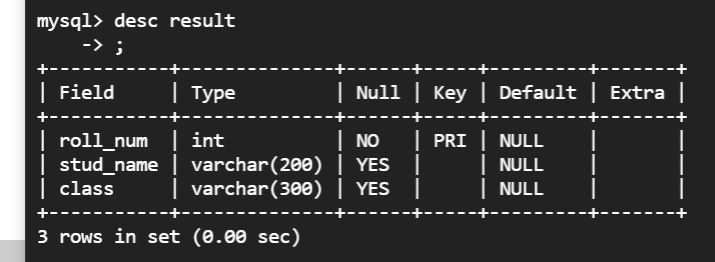 mysql> desc result
    -> ;
+-----------+--------------+------+-----+---------+-------+
| Field     | Type         | Null | Key | Default | Extra |
+-----------+--------------+------+-----+---------+-------+
| roll_num  | int          | NO   | PRI | NULL    |       |
| stud_name | varchar(200) | YES  |     | NULL    |       |
| class     | varchar(300) | YES  |     | NULL    |       |
+-----------+--------------+------+-----+---------+-------+
3 rows in set (0.00 sec)